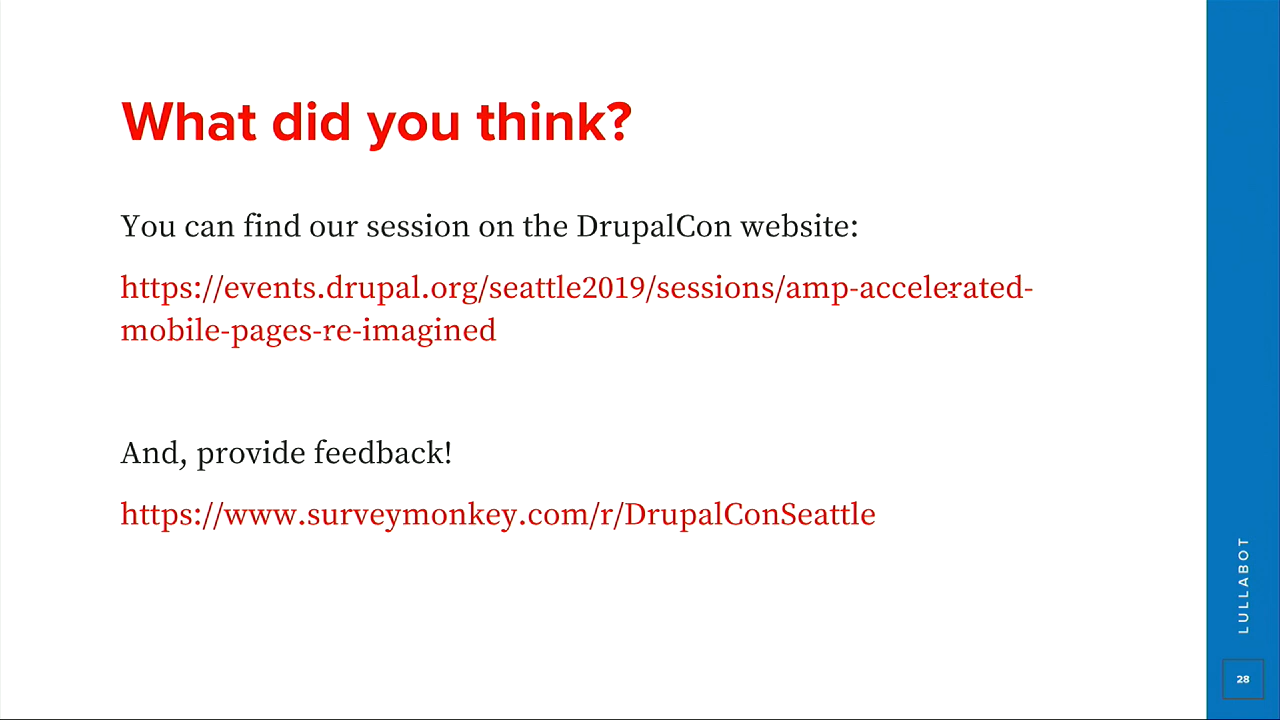 What did you think?
You can find our session on the DrupalCon website:
https://events.drupal.org/seattle2019/sessions/amp-accelerated-
mobile-pages-re-imagined
And, provide feedback!
https://www.surveymonkey.com/r/DrupalConSeattle
LULLABOT
28